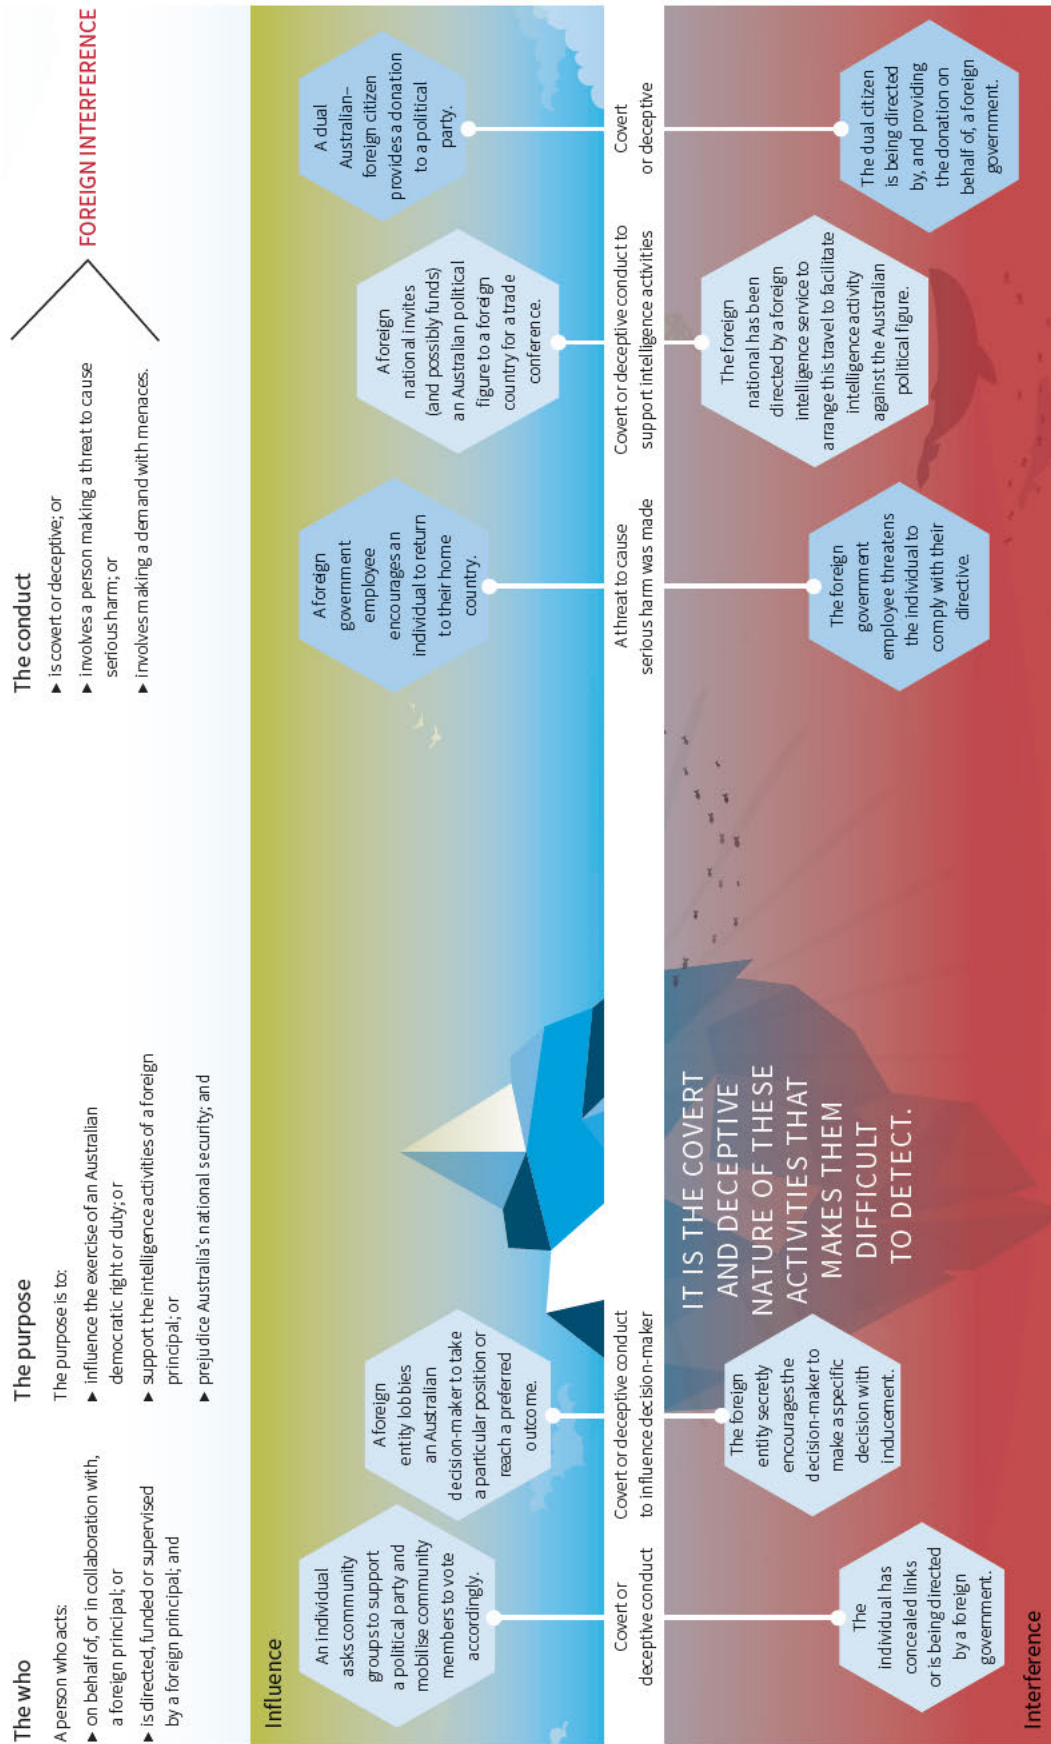 The who
A person who acts:
► on behalf of, or in collaboration with,
a foreign principal; or
► is directed, funded or supervised
by a foreign principal; and
The purpose
The purpose is to:
► influence the exercise of an Australian
democratic right or duty; or
► support the intelligence activities of a foreign
principal; or
► prejudice Australia's national security; and
The conduct
► is covert or deceptive; or
► involves a person making a threat to cause
serious harm; or
► involves making a demand with menaces.
FOREIGN INTERFERENCE
Influence
An individual
asks community
groups to support
a political party and
mobilise community
members to vote
accordingly.
A foreign
entity lobbies
an Australian
decision-maker to take
a particular position or
reach a preferred
outcome.
A foreign
government
employee
encourages an
individual to return
to their home
country.
A foreign
national invites
(and possibly funds)
an Australian political
figure to a foreign
country for a trade
conference.
A dual
Australian–
foreign citizen
provides a donation
to a political
party.
Covert or
deceptive conduct
Covert or deceptive conduct
to influence decision-maker
A threat to cause
serious harm was made
Covert or deceptive conduct to
support intelligence activities
Covert
or deceptive
IT IS THE COVERT
AND DECEPTIVE
NATURE OF THESE
ACTIVITIES THAT
MAKES THEM
DIFFICULT
TO DETECT.
The
individual has
concealed links
or is being directed
by a foreign
government.
The foreign
entity secretly
encourages the
decision-maker to
make a specific
decision with
inducement.
The foreign
government
employee threatens
the individual to
comply with their
directive.
The foreign
national has been
directed by a foreign
intelligence service to
arrange this travel to facilitate
intelligence activity
against the Australian
political figure.
The dual citizen
is being directed
by, and providing
the donation on
behalf of, a foreign
government.
Interference